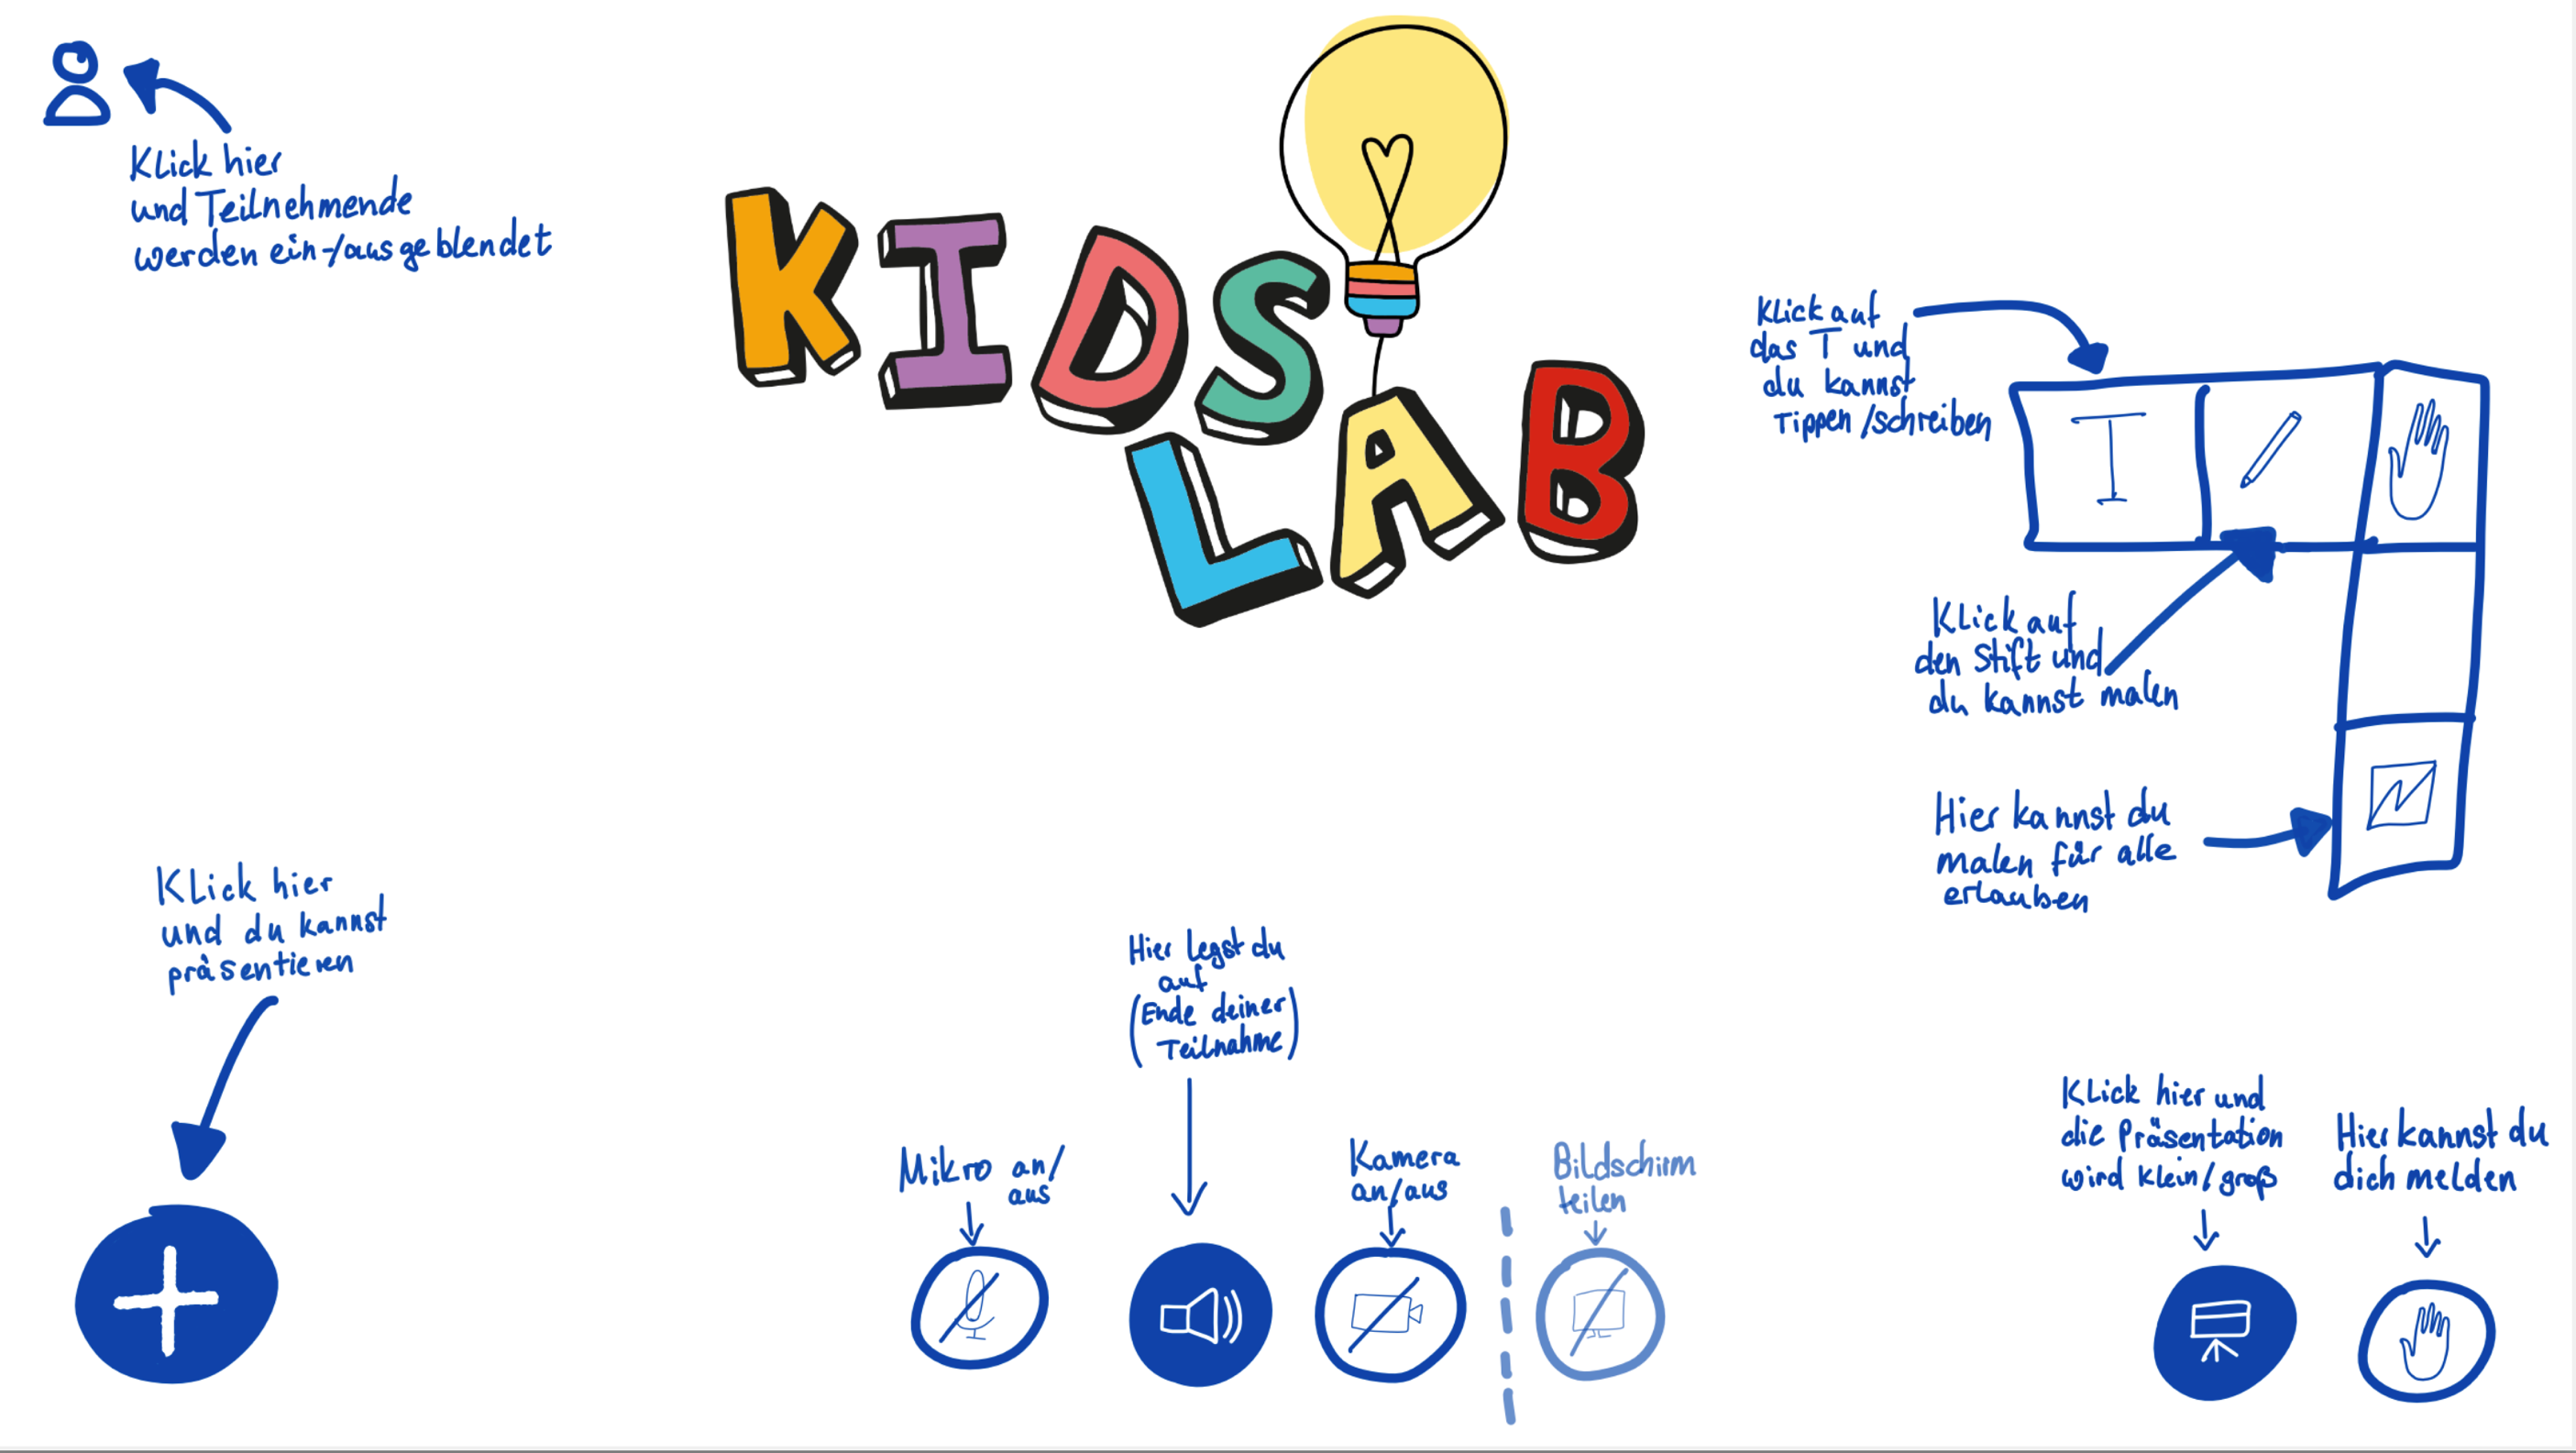 Klick hier
und Teilnehmende
werden ein-/ausgeblendet
KIDS
LAB
Klick auf
das T und
du kannst
Tippen/schreiben
T
Klick auf
den Stift und
du kannst malen
Hier kannst du
malen für alle
erlauben
Klick hier
und du kannst
präsentieren
Hier legst du
auf
(Ende deiner
Teilnahme)
Mikro an/
aus
Kamera
an/aus
Bildschirm
teilen
Klick hier und
die Präsentation
wird klein/groß
Hier kannst du
dich melden